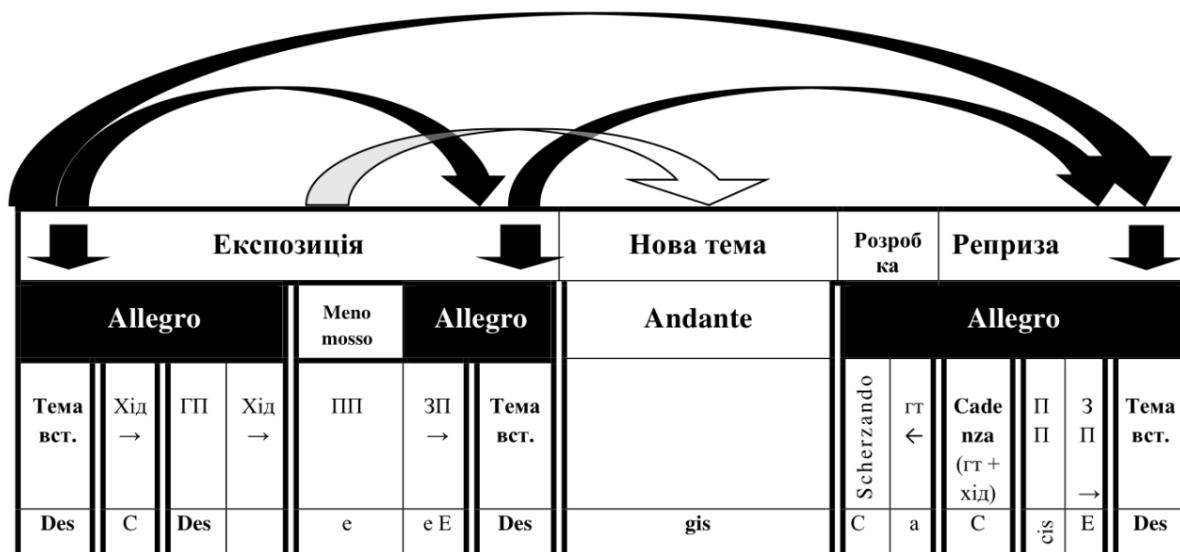 Експозиція
Нова тема
Розроб
ка
Реприза
Allegro
Meno
mosso
Allegro
Andante
Allegro
Тема
вст.
Хід
→
ГП
Хід
→
ПП
ЗП
→
Тема
вст.
Scherzando
гт
←
Cade
nza
(гт +
хід)
П
П
З
П
→
Тема
вст.
Des
C
Des
e
e E
Des
gis
C
a
C
cis
E
Des